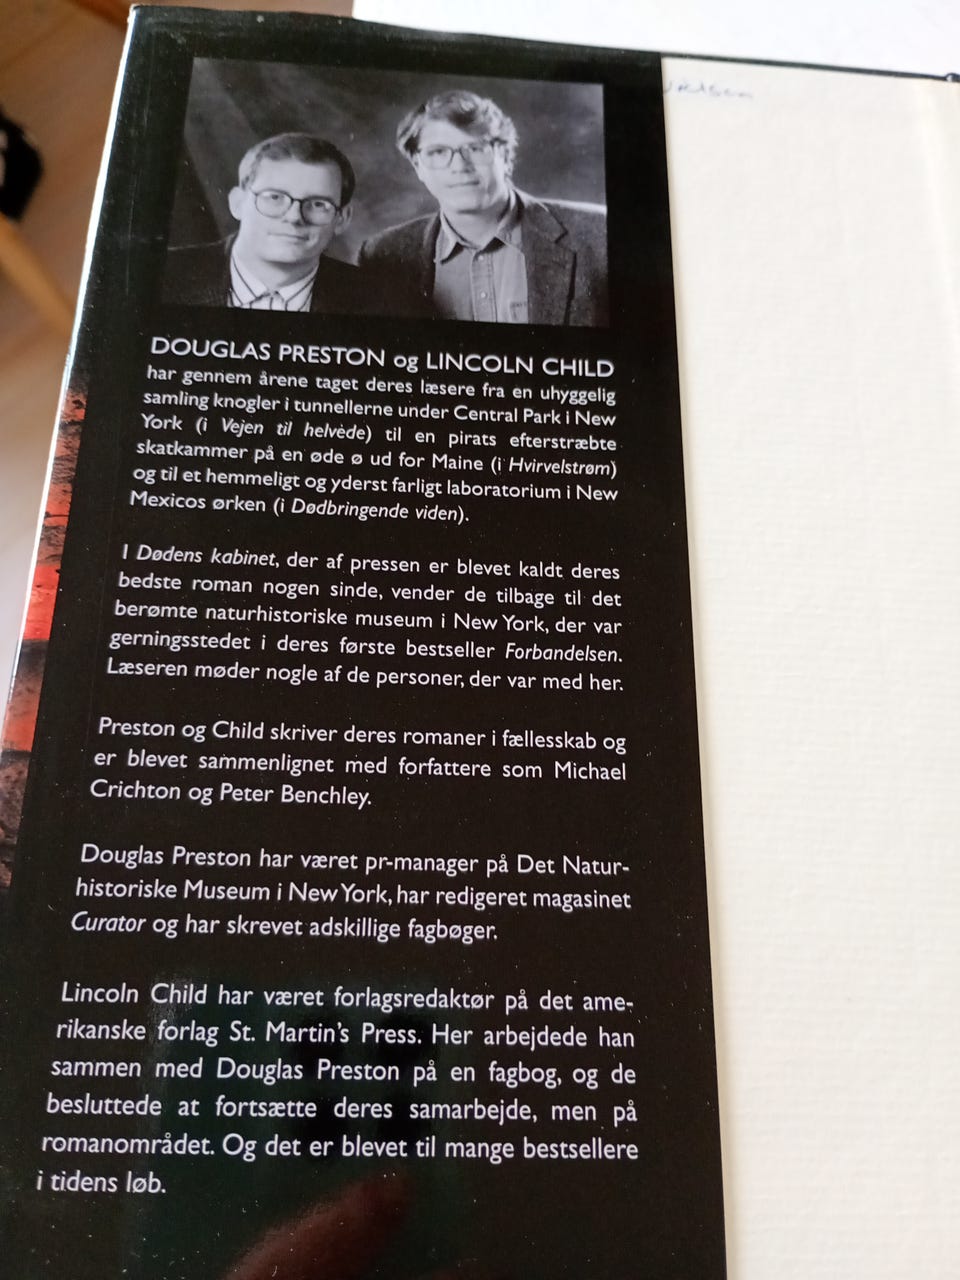 DOUGLAS PRESTON og LINCOLN CHILD
har gennem årene taget deres læsere fra en uhyggelig
samling knogler i tunnellerne under Central Park i New
York (i Vejen til helvede) til en pirats efterstræbte
skatkammer på en øde ø ud for Maine (i Hvirvelstrøm)
og til et hemmeligt og yderst farligt laboratorium i New
Mexicos ørken (i Dødbringende viden).
I Dødens kabinet, der af pressen er blevet kaldt deres
bedste roman nogen sinde, vender de tilbage til det
berømte naturhistoriske museum i New York, der var
gerningsstedet i deres første bestseller Forbandelsen.
Læseren møder nogle af de personer, der var med her.
Preston og Child skriver deres romaner i fællesskab og
er blevet sammenlignet med forfattere som Michael
Crichton og Peter Benchley.
Douglas Preston har været pr-manager på Det Natur-
historiske Museum i New York, har redigeret magasinet
Curator og har skrevet adskillige fagbøger.
Lincoln Child har været forlagsredaktør på det ame-
rikanske forlag St. Martin's Press. Her arbejdede han
sammen med Douglas Preston på en fagbog, og de
besluttede at fortsætte deres samarbejde, men på
romanområdet. Og det er blevet til mange bestsellere
i tidens løb.